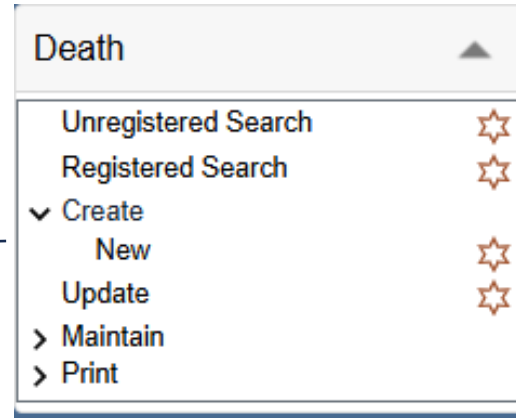 Death
Unregistered Search
Registered Search
Create
New
Update
Maintain
Print